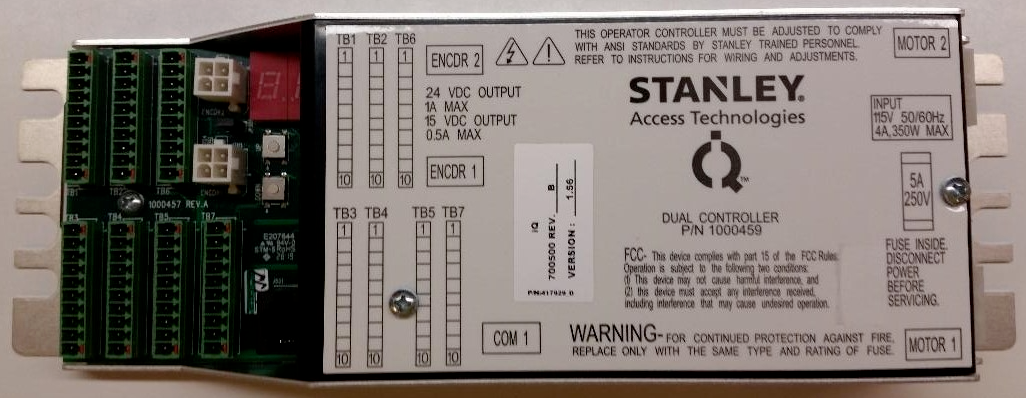 TB1 TB2 TB6
1 1 1
10 10 10
ENCDR 2
24 VDC OUTPUT
1A MAX
15 VDC OUTPUT
0.5A MAX
ENCDR 1
THIS OPERATOR CONTROLLER MUST BE ADJUSTED TO COMPLY
WITH ANSI STANDARDS BY STANLEY TRAINED PERSONNEL.
REFER TO INSTRUCTIONS FOR WIRING AND ADJUSTMENTS.
MOTOR 2
STANLEY
Access Technologies
iQ™
INPUT
115V 50/60Hz
4A, 350W MAX
5A
250V
DUAL CONTROLLER
P/N 1000459
FUSE INSIDE.
DISCONNECT
POWER
BEFORE
SERVICING.
FCC- This device complies with part 15 of the FCC Rules.
Operation is subject to the following two conditions:
(1) This device may not cause harmful interference, and
(2) this device must accept any interference received,
including interference that may cause undesired operation.
TB3 TB4 TB5 TB7
1 1 1 1
10 10 10 10
iQ
700500 REV. B
VERSION: 1.56
P/N-417929
COM 1
WARNING- FOR CONTINUED PROTECTION AGAINST FIRE,
REPLACE ONLY WITH THE SAME TYPE AND RATING OF FUSE.
MOTOR 1
TB1 TB2 TB6
1000457 REV.A
TB3 TB4 TB5 TB7
E207844
94V-0
2015